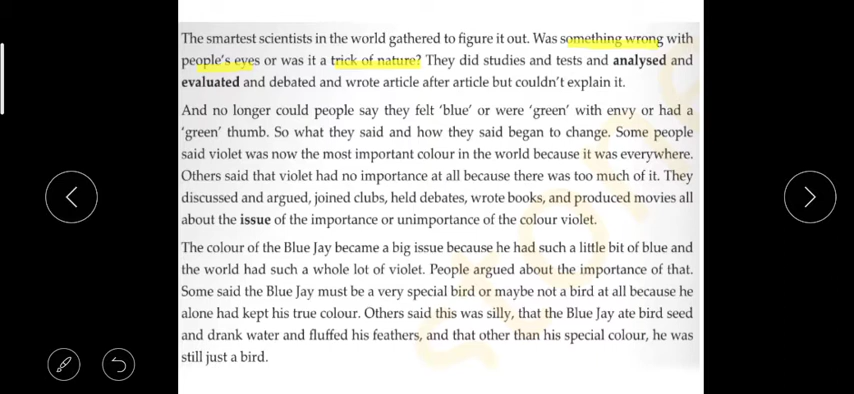 The smartest scientists in the world gathered to figure it out. Was something wrong with
people's eyes or was it a trick of nature? They did studies and tests and analysed and
evaluated and debated and wrote article after article but couldn't explain it.
And no longer could people say they felt 'blue' or were 'green' with envy or had a
'green' thumb. So what they said and how they said began to change. Some people
said violet was now the most important colour in the world because it was everywhere.
Others said that violet had no importance at all because there was too much of it. They
discussed and argued, joined clubs, held debates, wrote books, and produced movies all
about the issue of the importance or unimportance of the colour violet.
The colour of the Blue Jay became a big issue because he had such a little bit of blue and
the world had such a whole lot of violet. People argued about the importance of that.
Some said the Blue Jay must be a very special bird or maybe not a bird at all because he
alone had kept his true colour. Others said this was silly, that the Blue Jay ate bird seed
and drank water and fluffed his feathers, and that other than his special colour, he was
still just a bird.